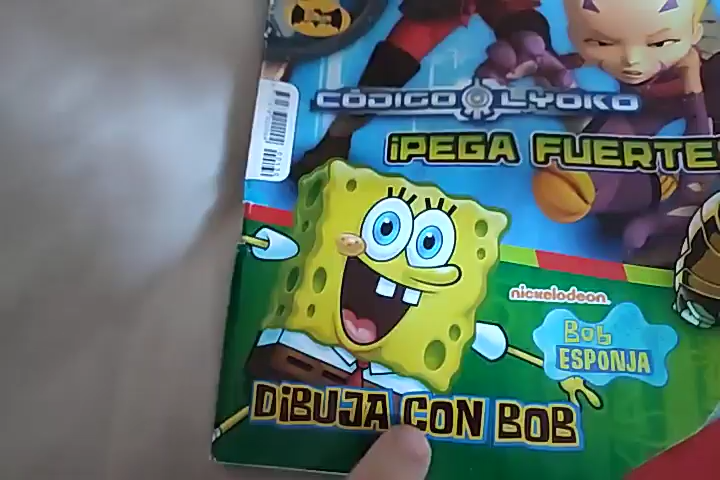 CÓDIGO LYOKO
¡PEGA FUERTE!
nickelodeon
Bob
ESPONJA
DIBUJA CON BOB